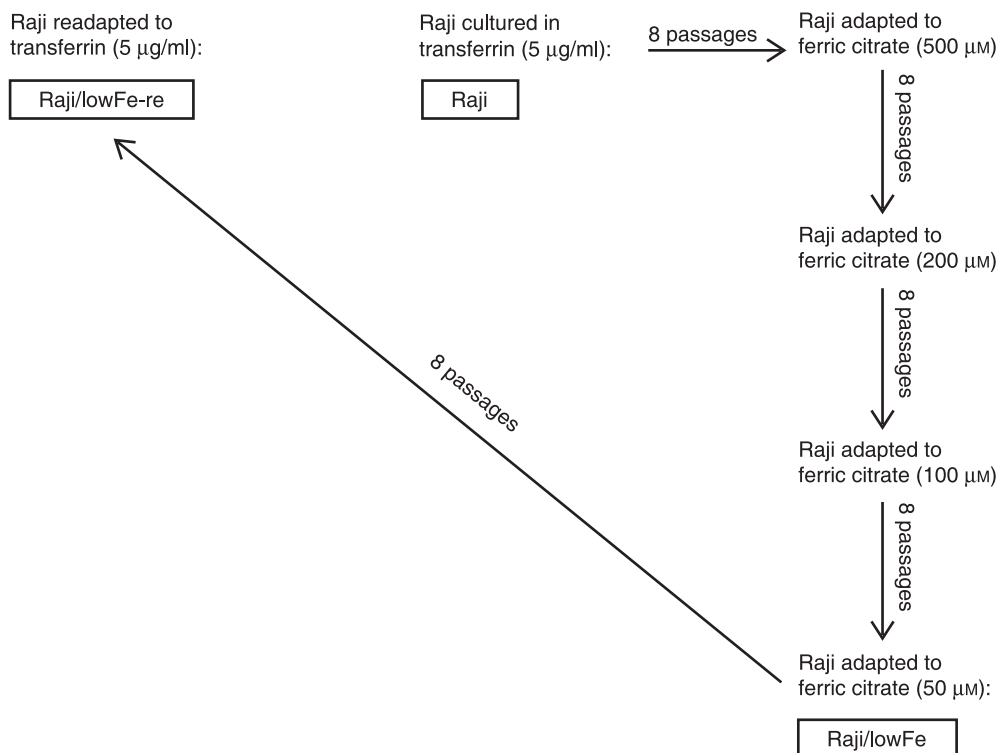 Raji readapted to
transferrin (5 μg/ml):
Raji/lowFe-re
Raji cultured in
transferrin (5 μg/ml):
Raji
8 passages
Raji adapted to
ferric citrate (500 μM)
8 passages
Raji adapted to
ferric citrate (200 μM)
8 passages
Raji adapted to
ferric citrate (100 μM)
8 passages
Raji adapted to
ferric citrate (50 μM):
Raji/lowFe
8 passages